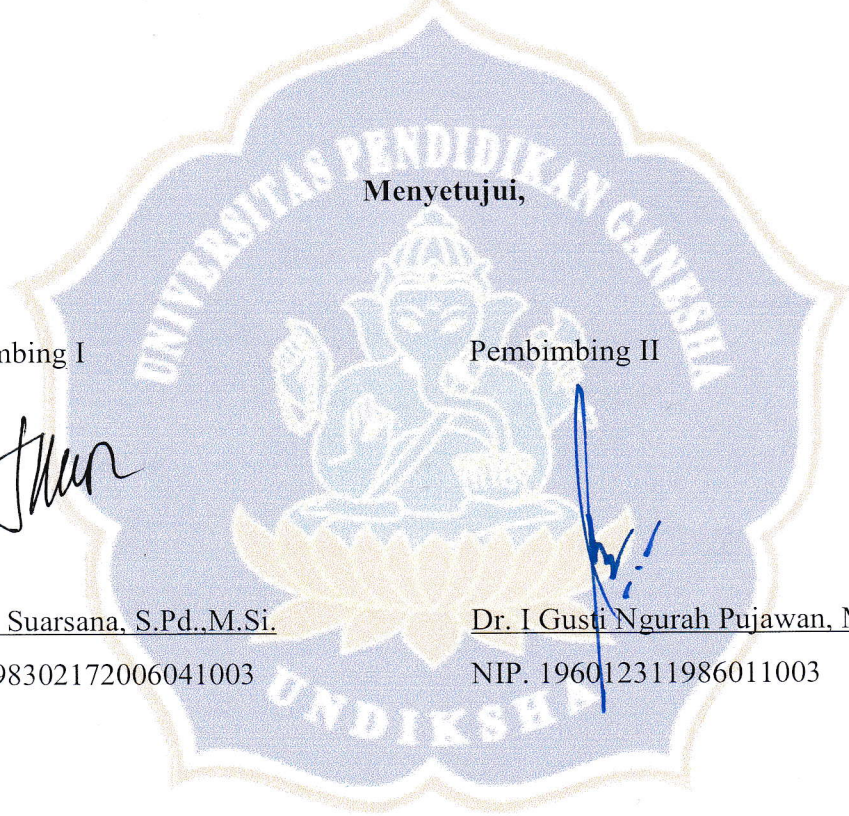 UNIVERSITAS PENDIDIKAN GANESHA
Menyetujui,
mbing I
Pembimbing II
Suarsana, S.Pd.,M.Si.
Dr. I Gusti Ngurah Pujawan, M
98302172006041003
NIP. 196012311986011003
UNDIKSHA